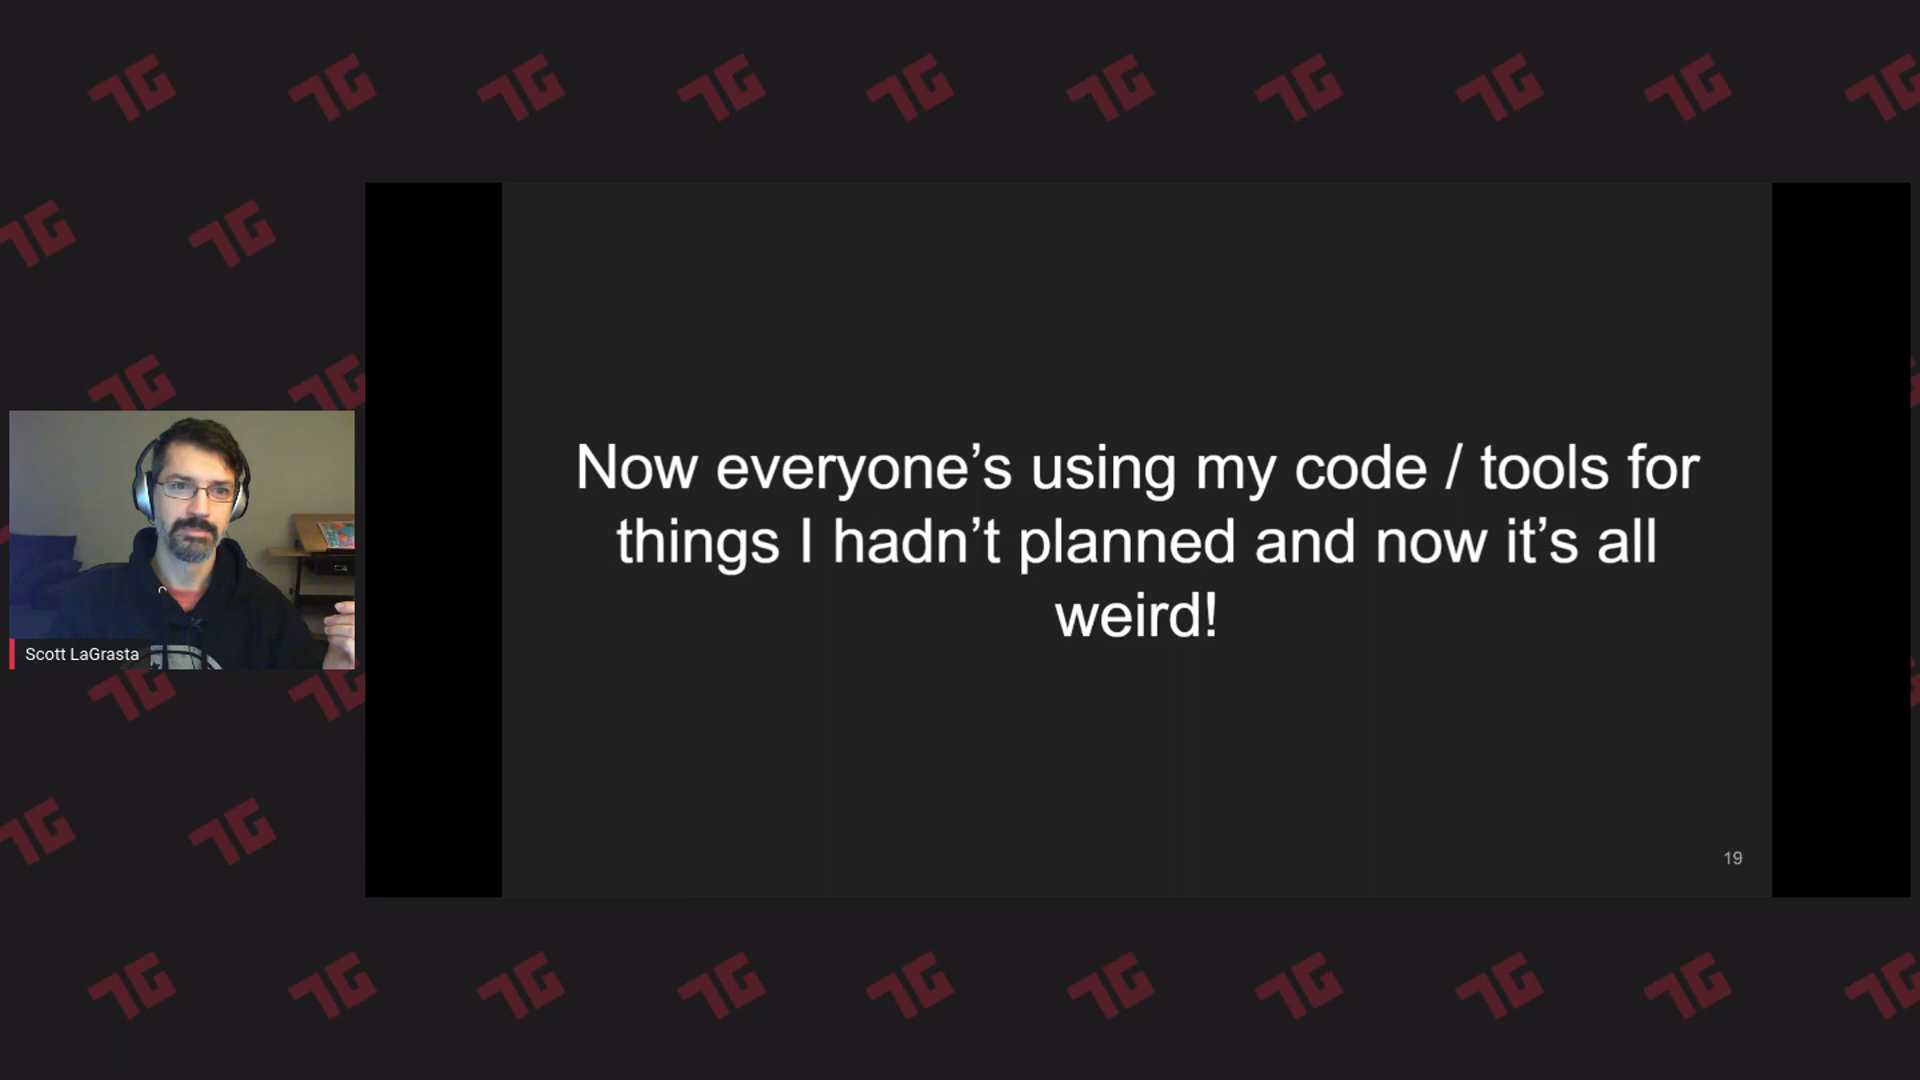 Now everyone’s using my code / tools for
things I hadn’t planned and now it’s all
weird!
Scott LaGrasta
19